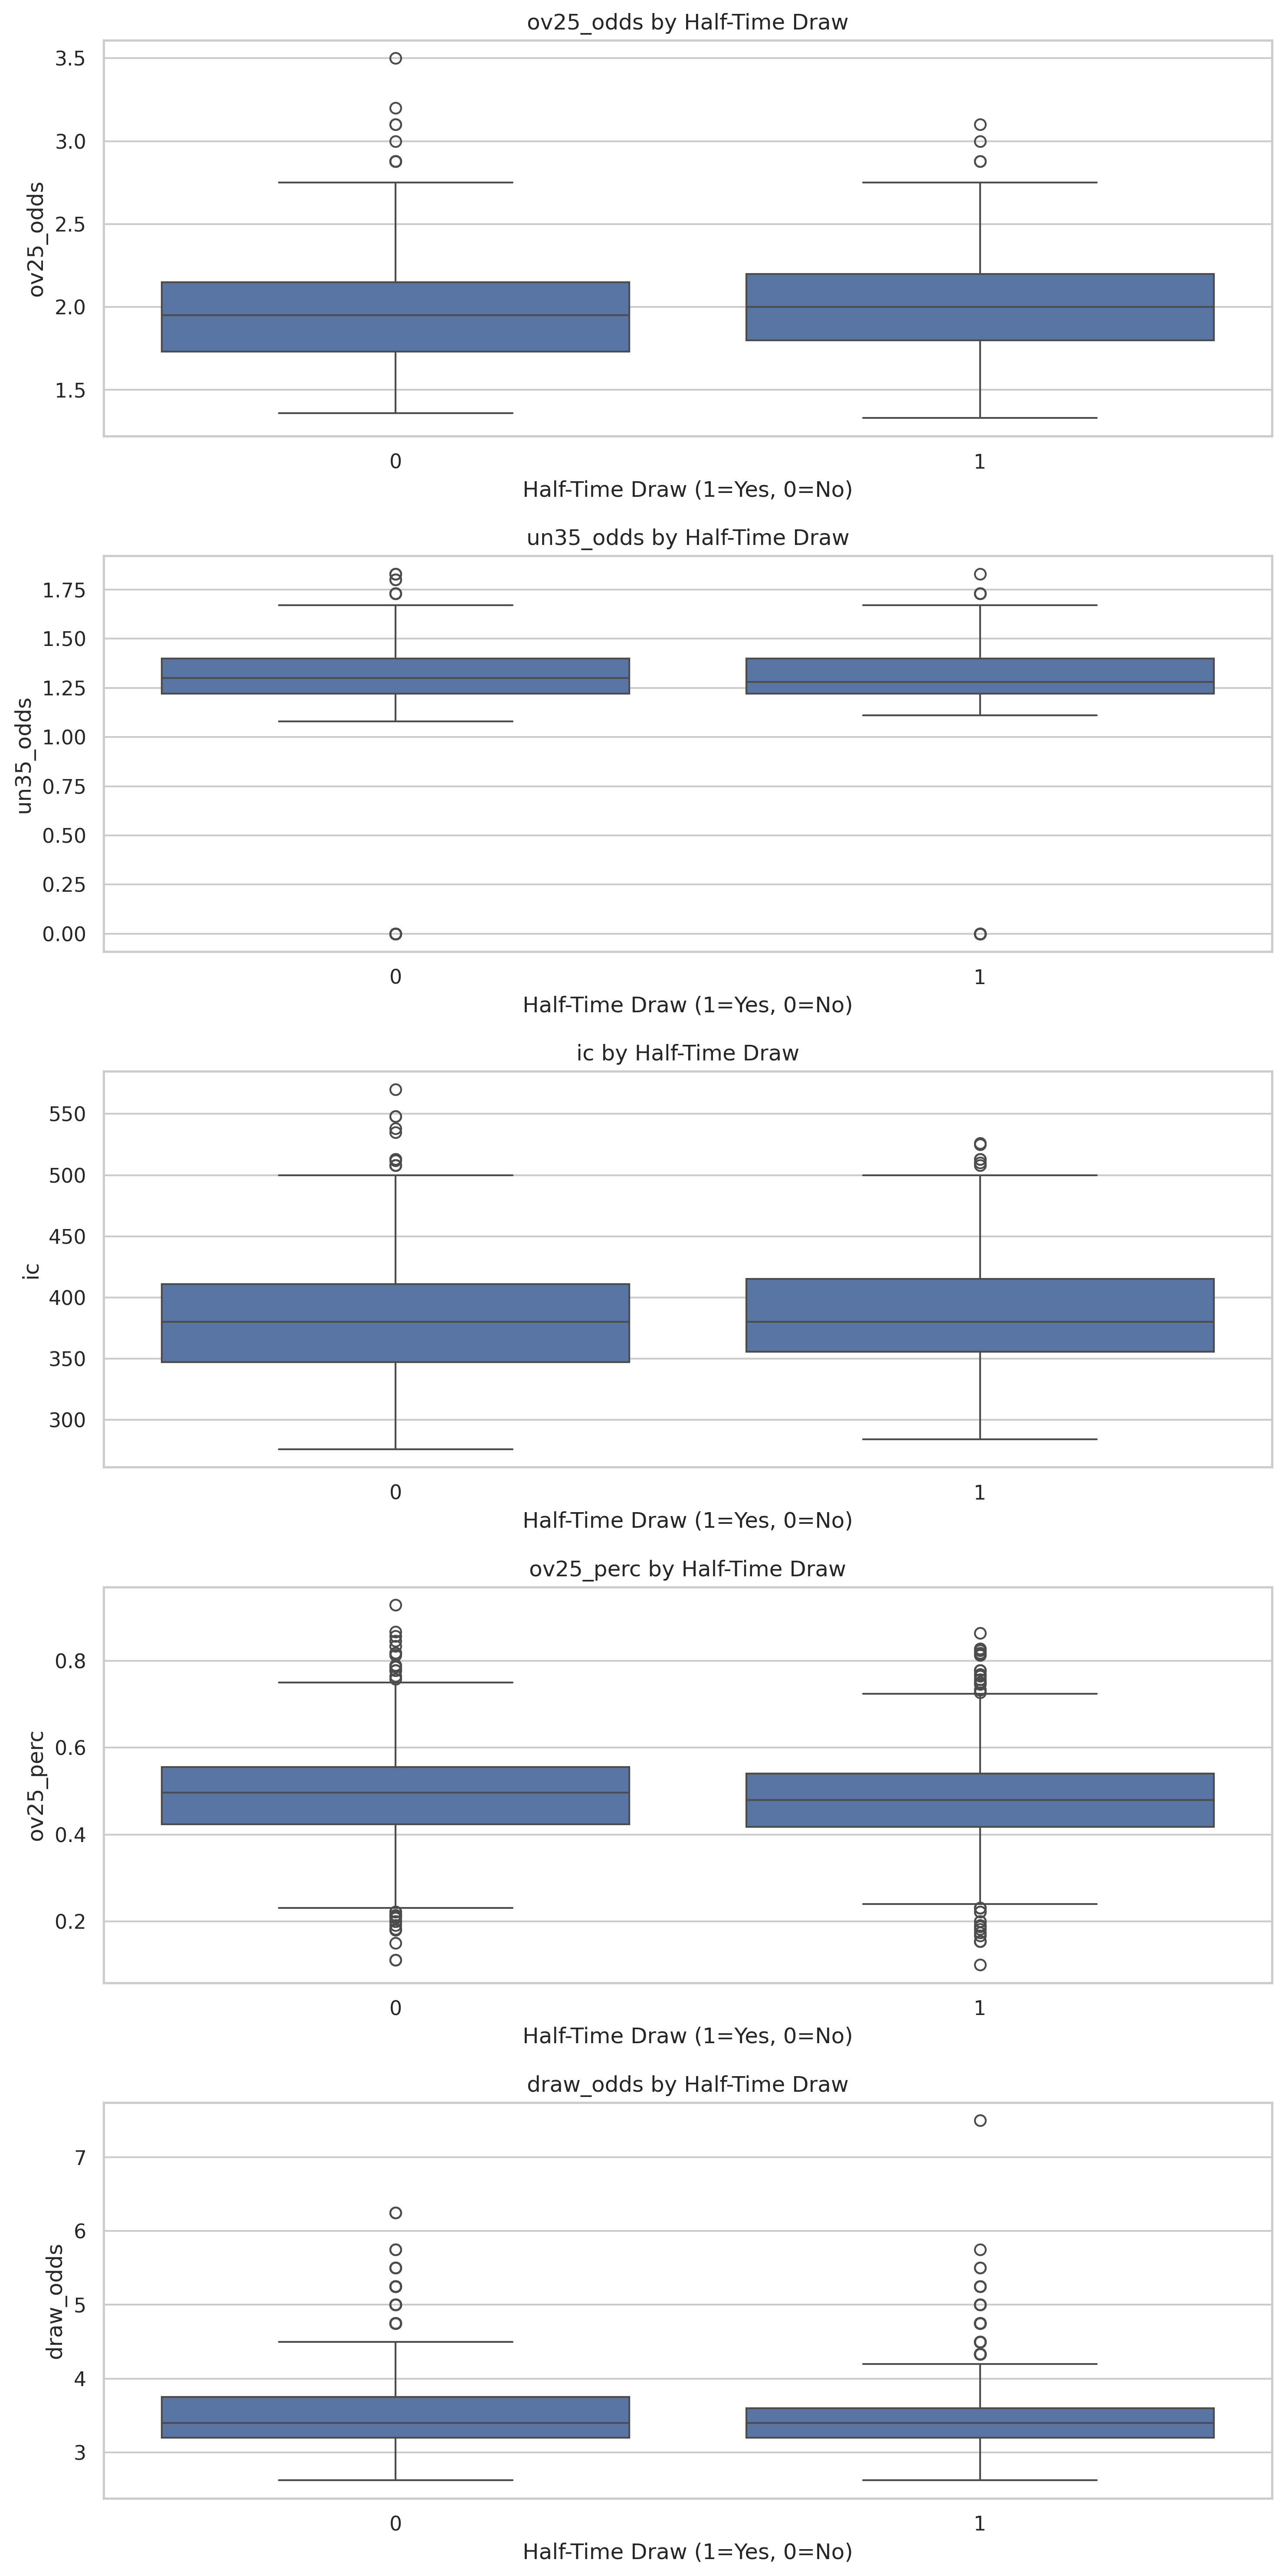 ov25_odds by Half-Time Draw
3.5
3.0
2.5
2.0
1.5
ov25_odds
0 1
Half-Time Draw (1=Yes, 0=No)
un35_odds by Half-Time Draw
1.75
1.50
1.25
1.00
0.75
0.50
0.25
0.00
un35_odds
0 1
Half-Time Draw (1=Yes, 0=No)
ic by Half-Time Draw
550
500
450
400
350
300
ic
0 1
Half-Time Draw (1=Yes, 0=No)
ov25_perc by Half-Time Draw
0.8
0.6
0.4
0.2
ov25_perc
0 1
Half-Time Draw (1=Yes, 0=No)
draw_odds by Half-Time Draw
7
6
5
4
3
draw_odds
0 1
Half-Time Draw (1=Yes, 0=No)